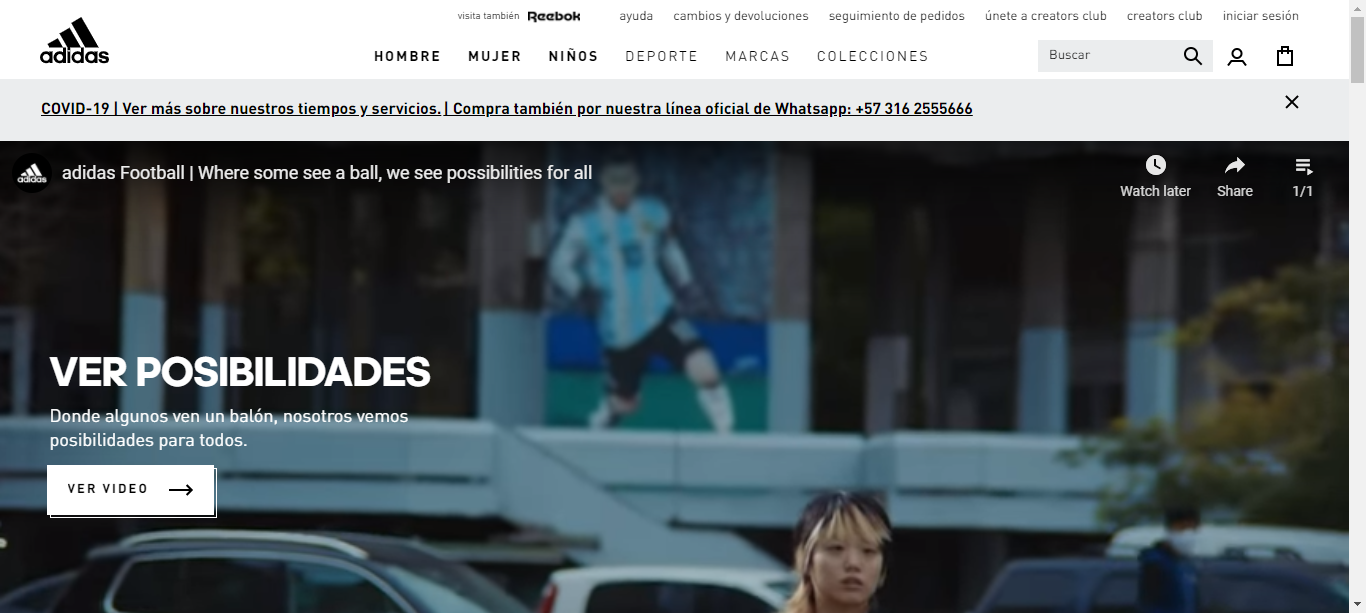 visita también Reebok ayuda cambios y devoluciones seguimiento de pedidos únete a creators club creators club iniciar sesión
adidas
HOMBRE MUJER NIÑOS DEPORTE MARCAS COLECCIONES Buscar
COVID-19 | Ver más sobre nuestros tiempos y servicios. | Compra también por nuestra línea oficial de Whatsapp: +57 316 2555666
adidas adidas Football | Where some see a ball, we see possibilities for all
Watch later Share 1/1
VER POSIBILIDADES
Donde algunos ven un balón, nosotros vemos
posibilidades para todos.
VER VIDEO